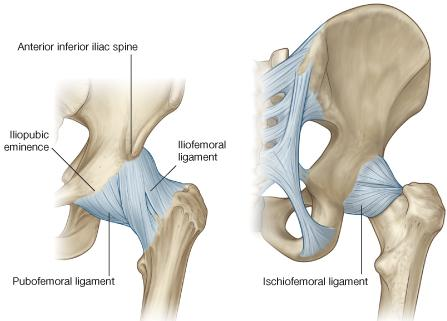 Anterior inferior iliac spine
Iliopubic
eminence
Iliofemoral
ligament
Pubofemoral ligament
Ischiofemoral ligament